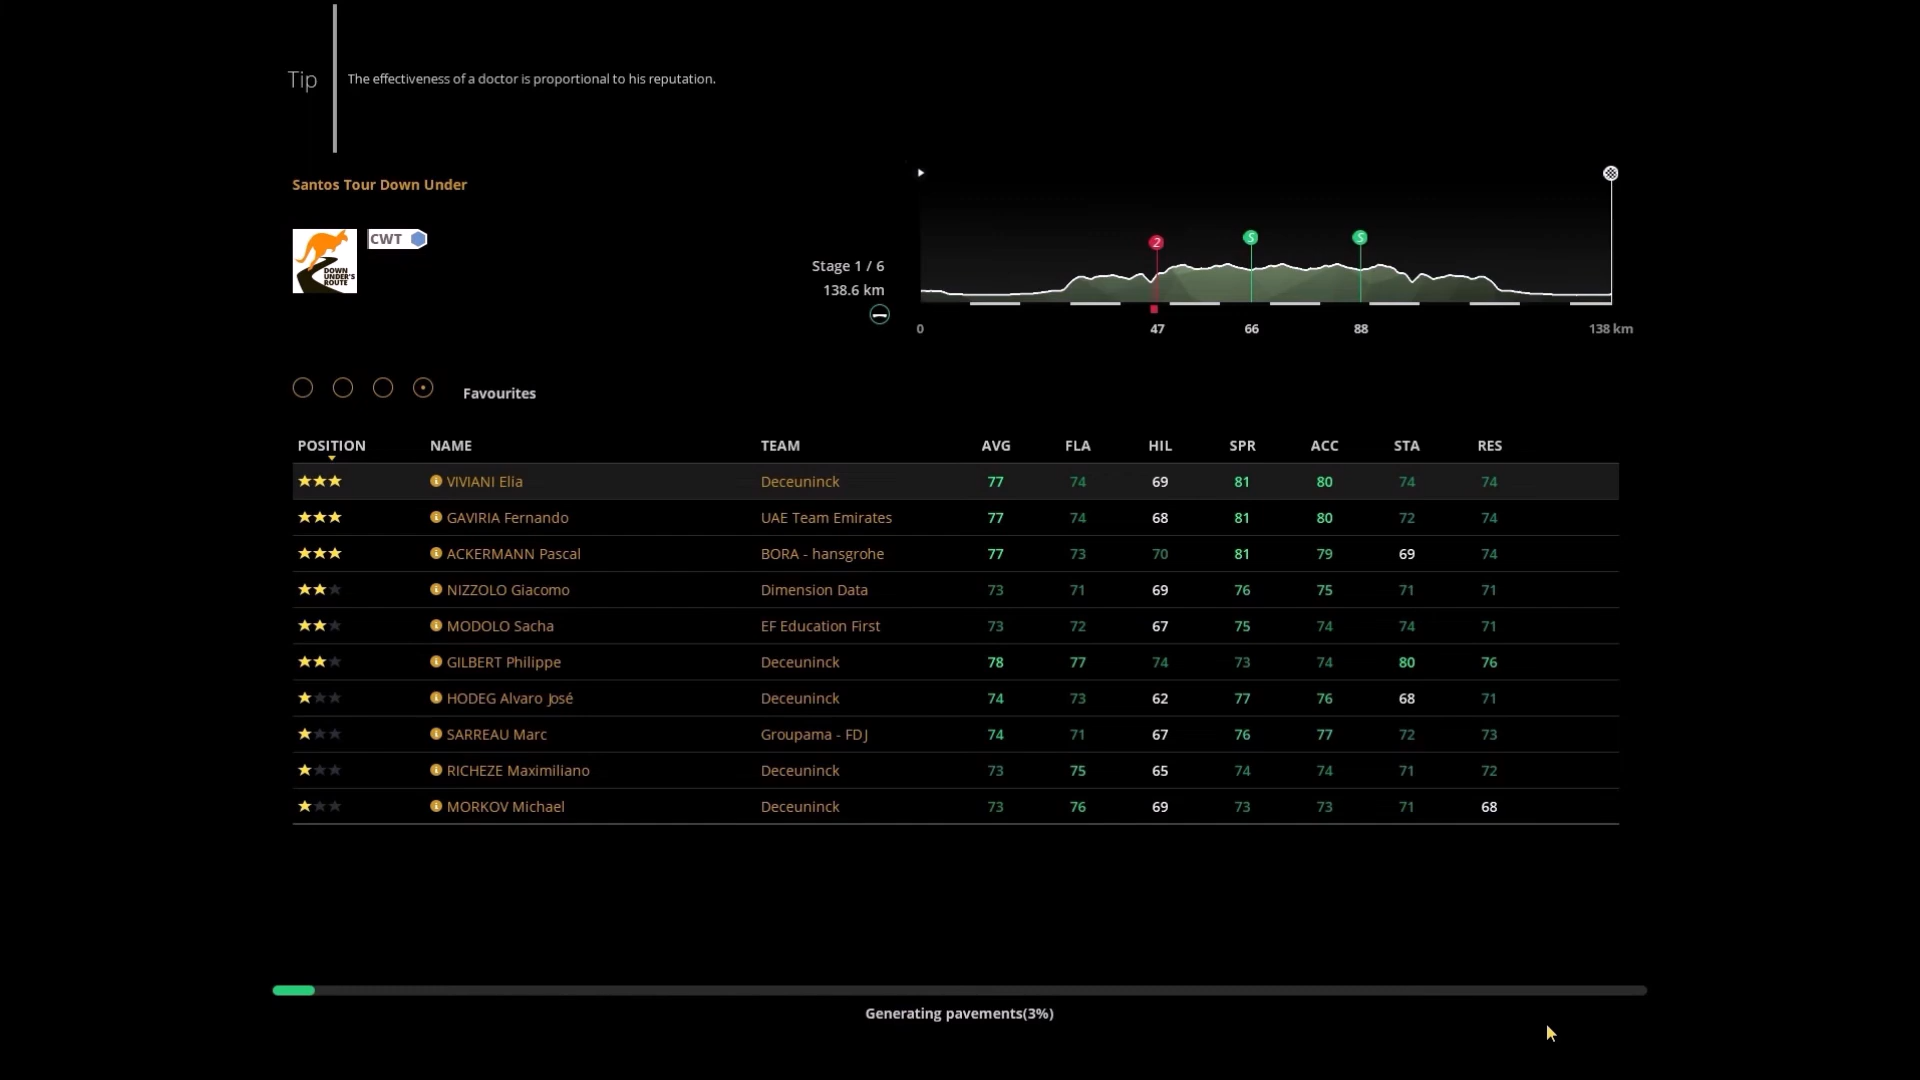 Tip
The effectiveness of a doctor is proportional to his reputation.
Santos Tour Down Under
DOWN
UNDER'S
ROUTE
CWT
Stage 1 / 6
138.6 km
2 S S
0 47 66 88 138 km
Favourites
POSITION NAME TEAM AVG FLA HIL SPR ACC STA RES
VIVIANI Elia Deceuninck 77 74 69 81 80 74 74
GAVIRIA Fernando UAE Team Emirates 77 74 68 81 80 72 74
ACKERMANN Pascal BORA - hansgrohe 77 73 70 81 79 69 74
NIZZOLO Giacomo Dimension Data 73 71 69 76 75 71 71
MODOLO Sacha EF Education First 73 72 67 75 74 74 71
GILBERT Philippe Deceuninck 78 77 74 73 74 80 76
HODEG Alvaro José Deceuninck 74 73 62 77 76 68 71
SARREAU Marc Groupama - FDJ 74 71 67 76 77 72 73
RICHEZE Maximiliano Deceuninck 73 75 65 74 74 71 72
MORKOV Michael Deceuninck 73 76 69 73 73 71 68
Generating pavements(3%)